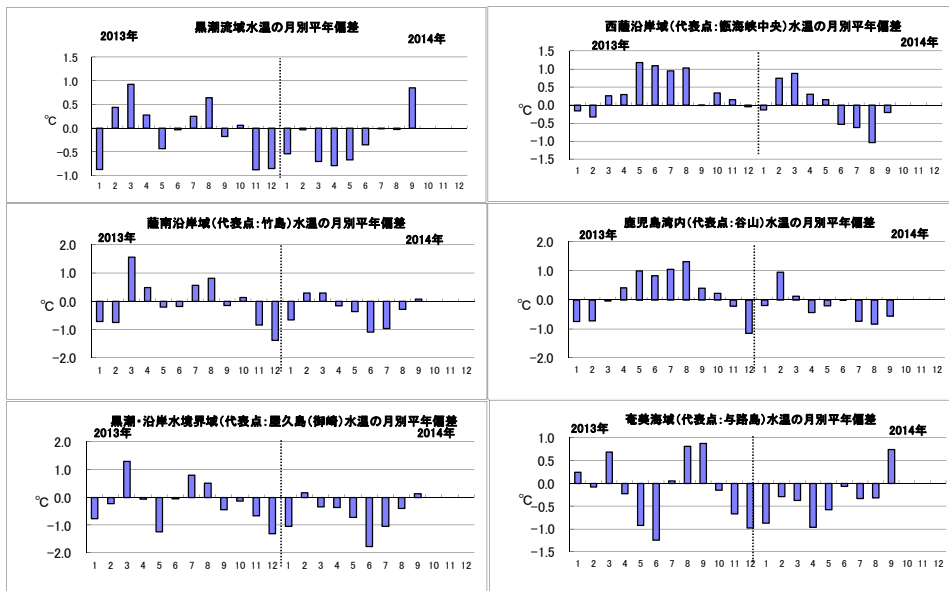 黒潮流域水温の月別平年偏差
2013年 2014年
1.5
1.0
0.5
0.0
-0.5
-1.0
℃
1 2 3 4 5 6 7 8 9 10 11 12 1 2 3 4 5 6 7 8 9 10 11 12
西薩沿岸域(代表点:甑海峡中央)水温の月別平年偏差
2013年 2014年
1.5
1.0
0.5
0.0
-0.5
-1.0
-1.5
℃
1 2 3 4 5 6 7 8 9 10 11 12 1 2 3 4 5 6 7 8 9 10 11 12
薩南沿岸域(代表点:竹島)水温の月別平年偏差
2013年 2014年
2.0
1.0
0.0
-1.0
-2.0
℃
1 2 3 4 5 6 7 8 9 10 11 12 1 2 3 4 5 6 7 8 9 10 11 12
鹿児島湾内(代表点:谷山)水温の月別平年偏差
2013年 2014年
2.0
1.0
0.0
-1.0
-2.0
℃
1 2 3 4 5 6 7 8 9 10 11 12 1 2 3 4 5 6 7 8 9 10 11 12
黒潮・沿岸水境界域(代表点:屋久島(御崎)水温の月別平年偏差
2013年 2014年
2.0
1.0
0.0
-1.0
-2.0
℃
1 2 3 4 5 6 7 8 9 10 11 12 1 2 3 4 5 6 7 8 9 10 11 12
奄美海域(代表点:与路島)水温の月別平年偏差
2013年 2014年
1.0
0.5
0.0
-0.5
-1.0
-1.5
℃
1 2 3 4 5 6 7 8 9 10 11 12 1 2 3 4 5 6 7 8 9 10 11 12